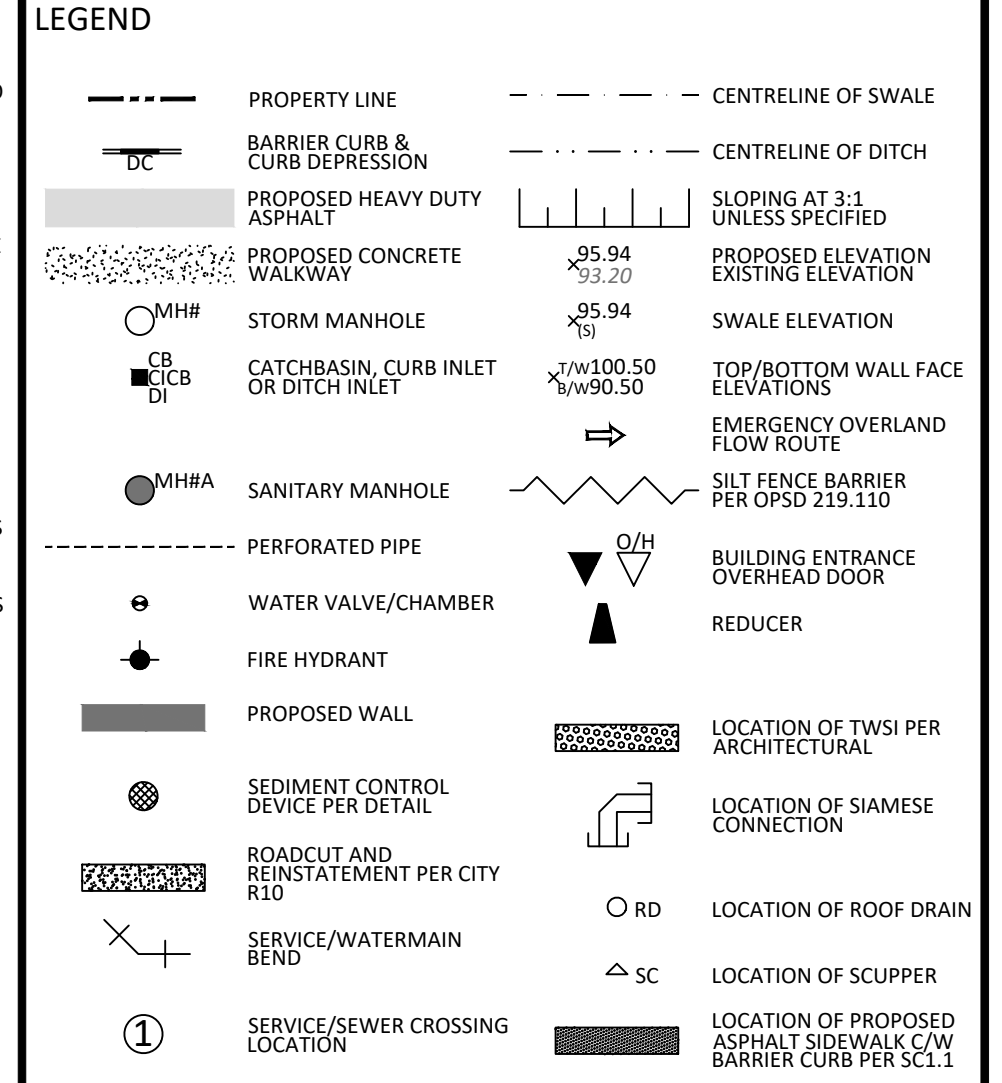 LEGEND
PROPERTY LINE
DC
BARRIER CURB &
CURB DEPRESSION
PROPOSED HEAVY DUTY
ASPHALT
PROPOSED CONCRETE
WALKWAY
MH#
STORM MANHOLE
CB
CICB
DI
CATCHBASIN, CURB INLET
OR DITCH INLET
MH#A
SANITARY MANHOLE
PERFORATED PIPE
WATER VALVE/CHAMBER
FIRE HYDRANT
PROPOSED WALL
SEDIMENT CONTROL
DEVICE PER DETAIL
ROADCUT AND
REINSTATEMENT PER CITY
R10
SERVICE/WATERMAIN
BEND
1
SERVICE/SEWER CROSSING
LOCATION
CENTRELINE OF SWALE
CENTRELINE OF DITCH
SLOPING AT 3:1
UNLESS SPECIFIED
95.94
93.20
PROPOSED ELEVATION
EXISTING ELEVATION
95.94
(S)
SWALE ELEVATION
T/W100.50
B/W90.50
TOP/BOTTOM WALL FACE
ELEVATIONS
EMERGENCY OVERLAND
FLOW ROUTE
SILT FENCE BARRIER
PER OPSD 219.110
O/H
BUILDING ENTRANCE
OVERHEAD DOOR
REDUCER
LOCATION OF TWSI PER
ARCHITECTURAL
LOCATION OF SIAMESE
CONNECTION
RD
LOCATION OF ROOF DRAIN
SC
LOCATION OF SCUPPER
LOCATION OF PROPOSED
ASPHALT SIDEWALK C/W
BARRIER CURB PER SC1.1